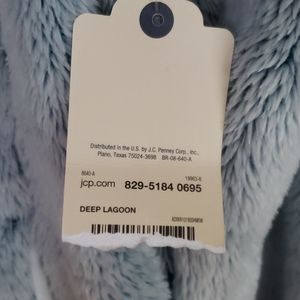 Distributed in the U.S. by J.C. Penney Corp., Inc.,
Plano, Texas 75024-3698 BR-08-640-A
8640-A 19963-8
jcp.com 829-5184 0695
DEEP LAGOON